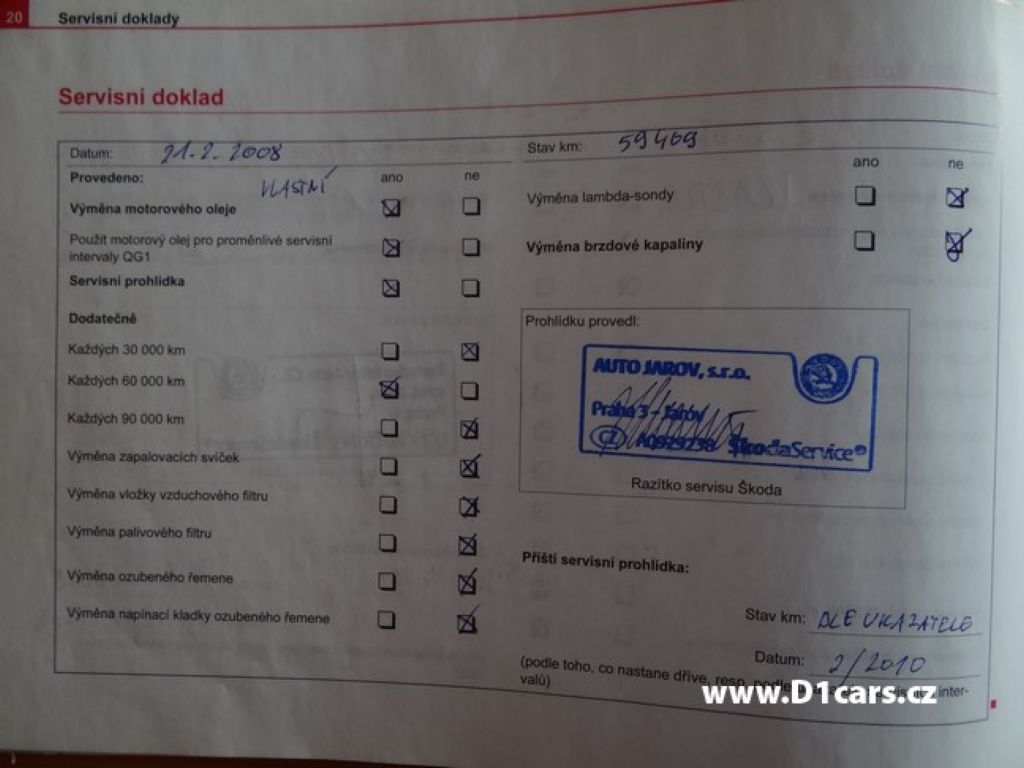 20 Servisní doklady
Servisní doklad
Datum: 21.2.2008
Stav km: 59469
Provedeno: VLASTNÍ ano ne
ano ne
Výměna motorového oleje
Použit motorový olej pro proměnlivé servisní
intervaly QG1
Servisní prohlídka
Dodatečně
Každých 30 000 km
Každých 60 000 km
Každých 90 000 km
Výměna zapalovacích svíček
Výměna vložky vzduchového filtru
Výměna palivového filtru
Výměna ozubeného řemene
Výměna napínací kladky ozubeného řemene
Výměna lambda-sondy
Výměna brzdové kapaliny
Prohlídku provedl:
AUTO JAROV, s.r.o.
Praha 3 - Jarov
CZ AQ929238 ŠkodaService®
Razítko servisu Škoda
Příští servisní prohlídka:
Stav km: DLE UKAZATELE
Datum: 2/2010
(podle toho, co nastane dříve, resp. podle inter-
valů)
www.D1cars.cz